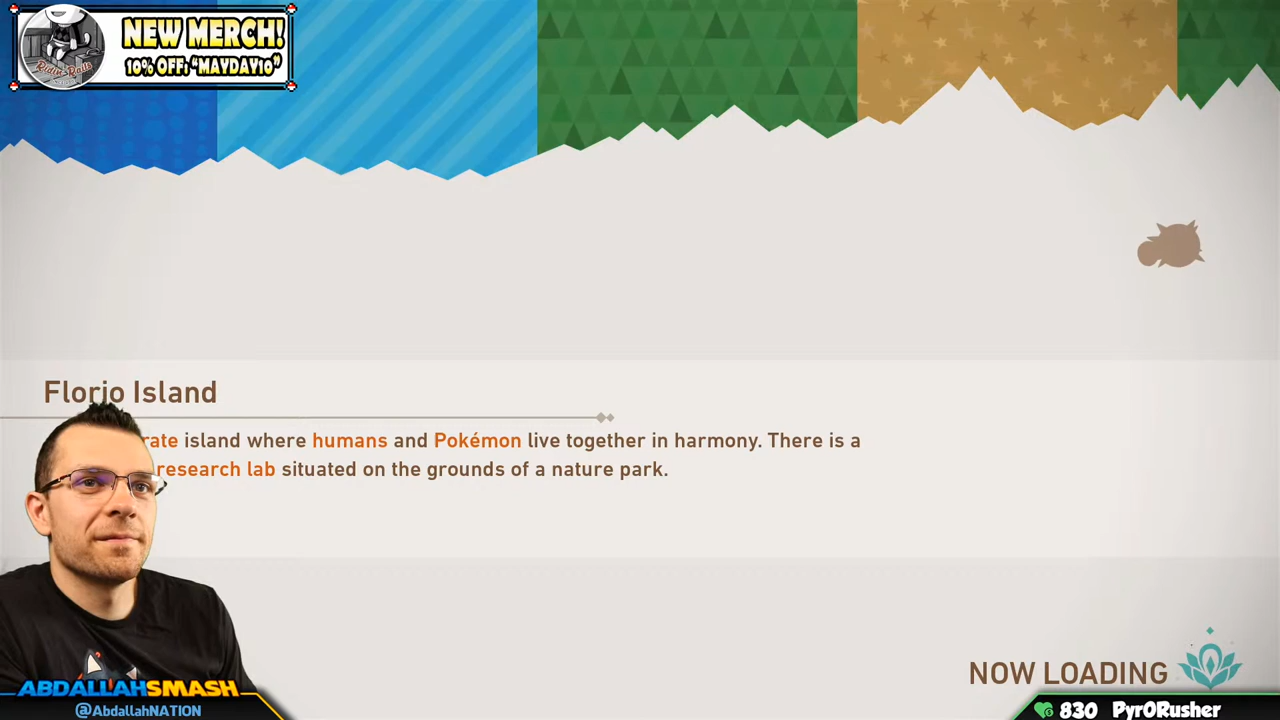 NEW MERCH!
10% OFF: "MAYDAY10"
Florio Island
rate island where humans and Pokémon live together in harmony. There is a
research lab situated on the grounds of a nature park.
NOW LOADING
ABDALLAHSMASH
@AbdallahNATION
830 PyrORusher